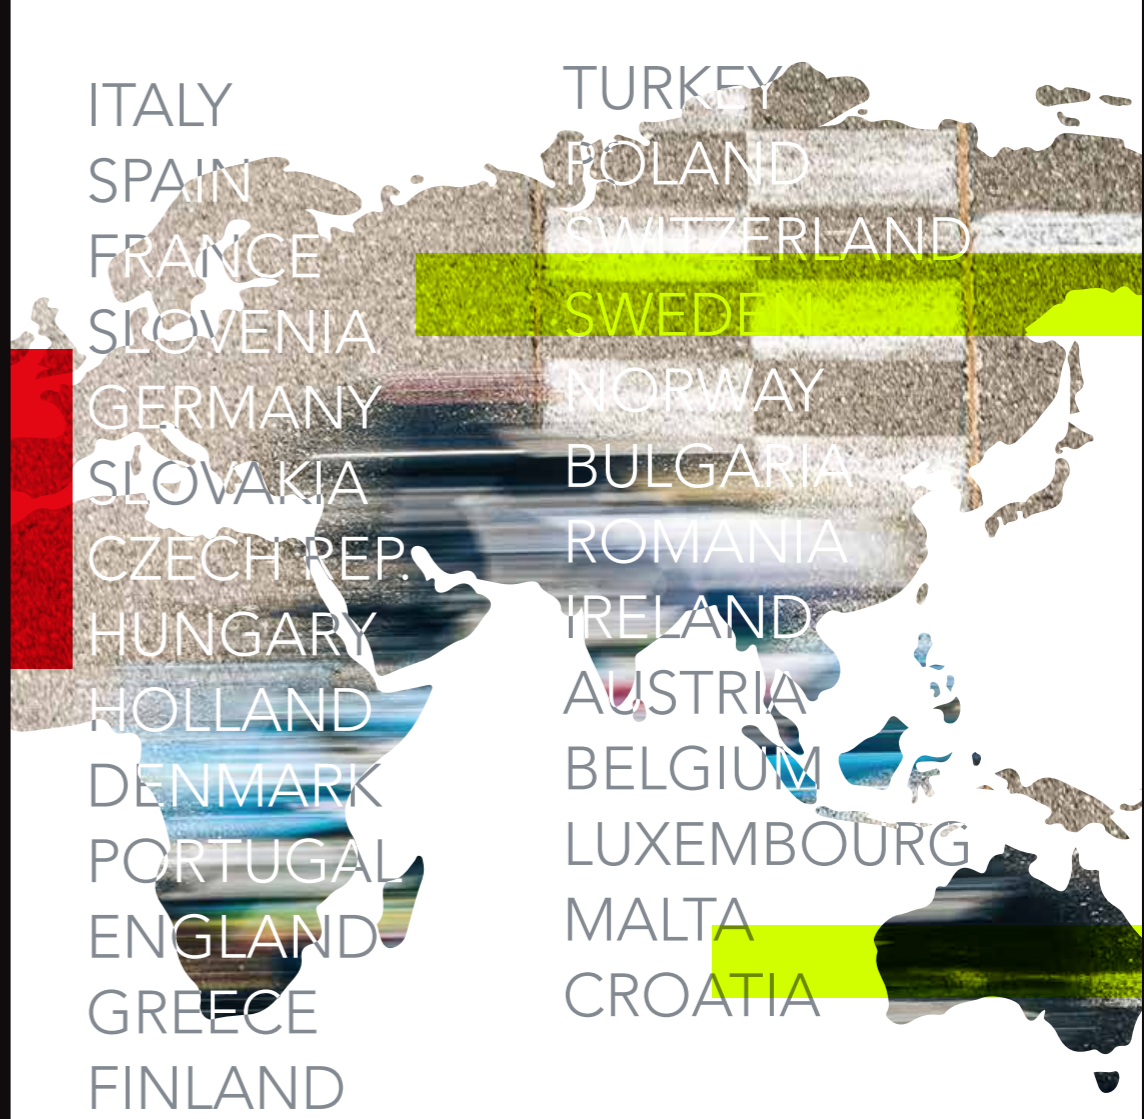 ITALY
SPAIN
FRANCE
SLOVENIA
GERMANY
SLOVAKIA
CZECH REP.
HUNGARY
HOLLAND
DENMARK
PORTUGAL
ENGLAND
GREECE
FINLAND
TURKEY
POLAND
SWITZERLAND
SWEDEN
NORWAY
BULGARIA
ROMANIA
IRELAND
AUSTRIA
BELGIUM
LUXEMBOURG
MALTA
CROATIA